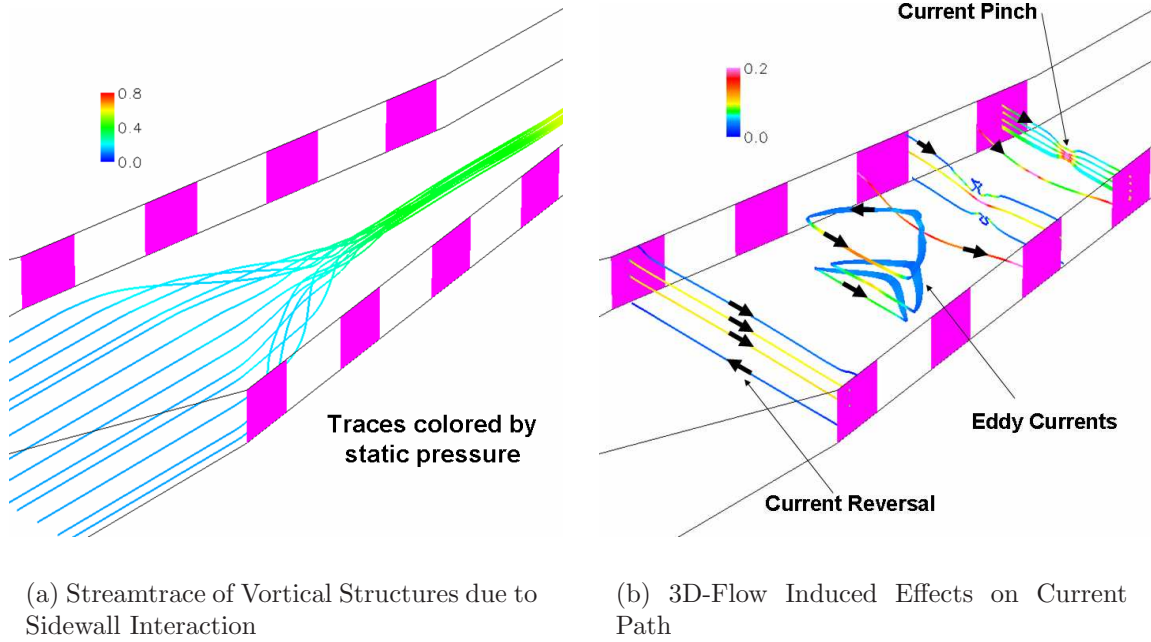 0.8
0.4
0.0
Traces colored by
static pressure
Current Pinch
0.2
0.0
Eddy Currents
Current Reversal
(a) Streamtrace of Vortical Structures due to
Sidewall Interaction
(b) 3D-Flow Induced Effects on Current
Path